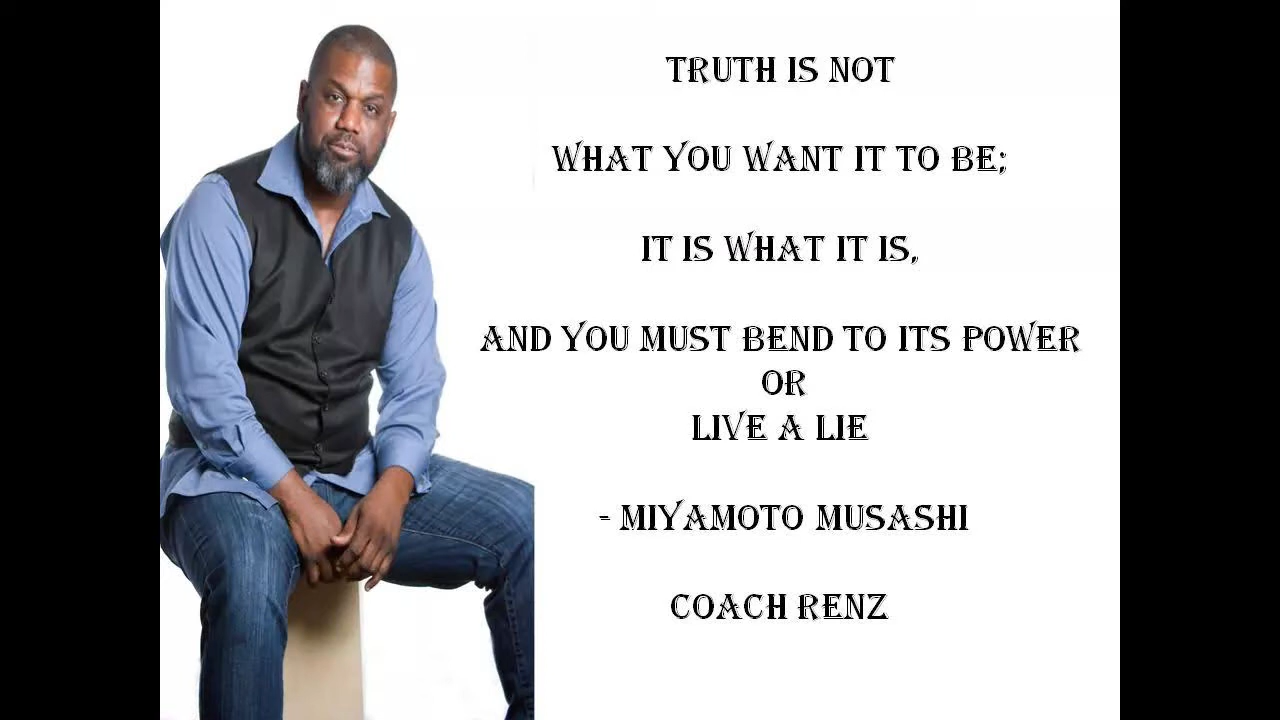 TRUTH IS NOT
WHAT YOU WANT IT TO BE;
IT IS WHAT IT IS,
AND YOU MUST BEND TO ITS POWER
OR
LIVE A LIE
- MIYAMOTO MUSASHI
COACH RENZ